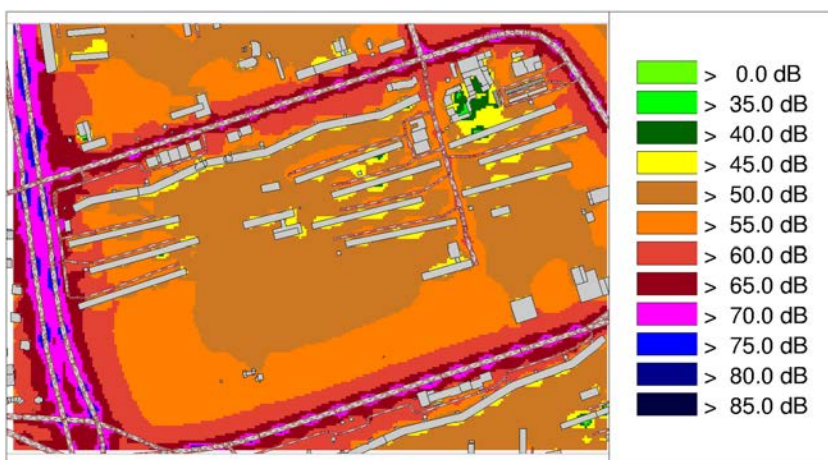 > 0.0 dB
> 35.0 dB
> 40.0 dB
> 45.0 dB
> 50.0 dB
> 55.0 dB
> 60.0 dB
> 65.0 dB
> 70.0 dB
> 75.0 dB
> 80.0 dB
> 85.0 dB